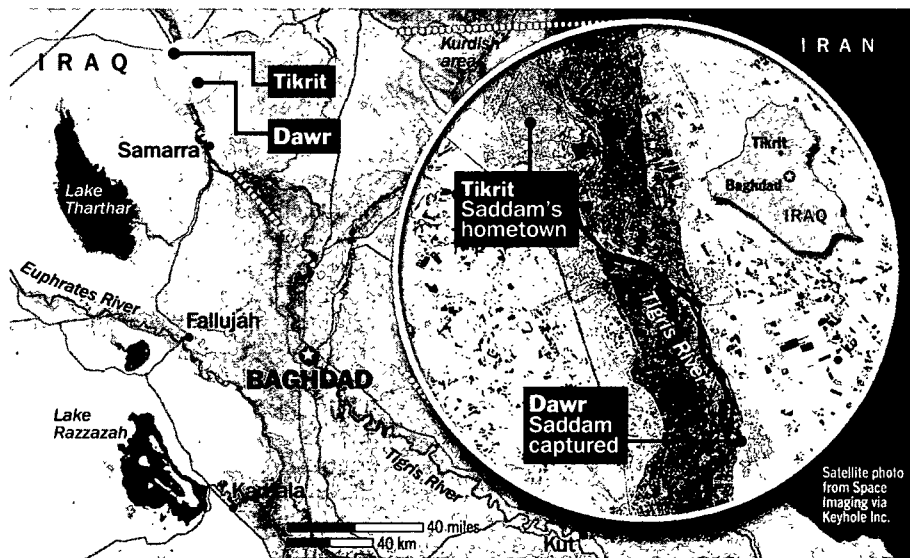 IRAQ
Tikrit
Dawr
Samarra
Lake
Tharthar
Euphrates River
Fallujah
BAGHDAD
Lake
Razzazah
Karbala
Tigris River
Kut
40 miles
40 km
Kurdish
area
IRAN
Tikrit
Saddam's
hometown
Tigris River
Dawr
Saddam
captured
Tikrit
Baghdad
IRAQ
Satellite photo
from Space
Imaging via
Keyhole Inc.